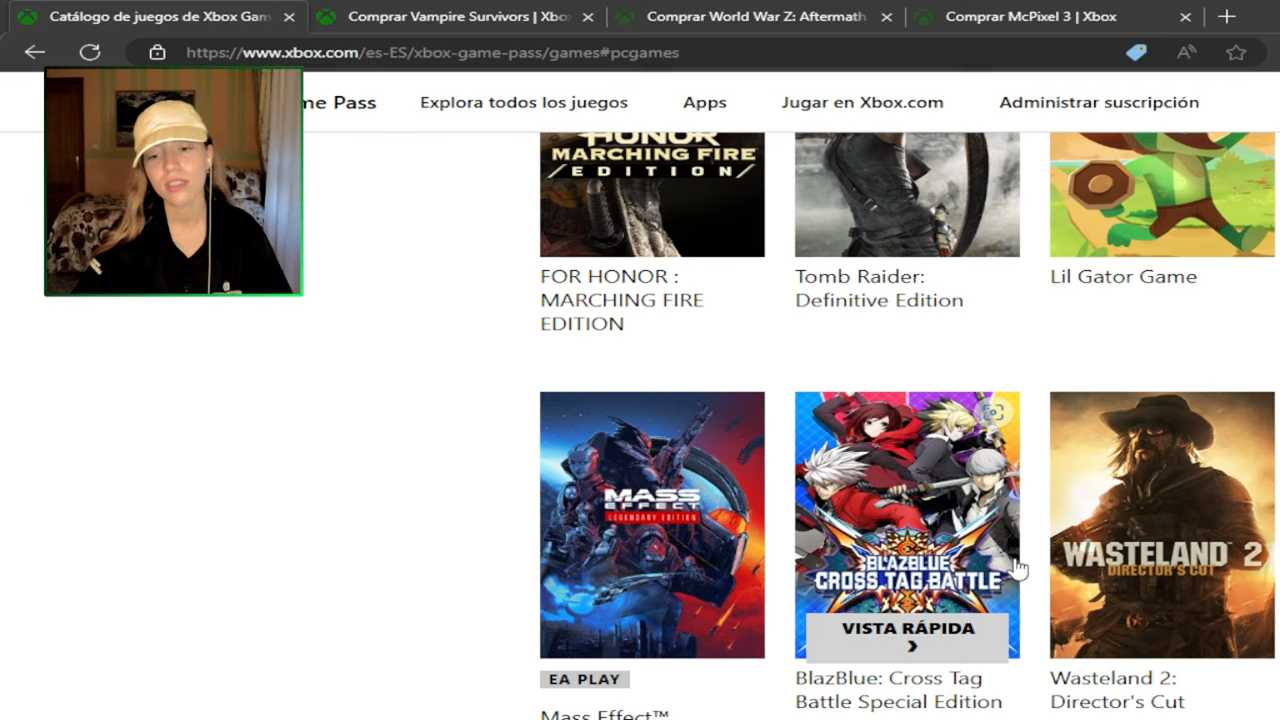 Catálogo de juegos de Xbox Gam
Comprar Vampire Survivors | Xbo
Comprar World War Z: Aftermath
Comprar McPixel 3 | Xbox
https://www.xbox.com/es-ES/xbox-game-pass/games#pcgames
me Pass
Explora todos los juegos
Apps
Jugar en Xbox.com
Administrar suscripción
HONOR
MARCHING FIRE
EDITION
FOR HONOR :
MARCHING FIRE
EDITION
Tomb Raider:
Definitive Edition
Lil Gator Game
MASS
EFFECT
LEGENDARY EDITION
BLAZBLUE
CROSS TAG BATTLE
WASTELAND 2
DIRECTOR'S CUT
VISTA RÁPIDA
EA PLAY
Mass Effect™
BlazBlue: Cross Tag
Battle Special Edition
Wasteland 2:
Director's Cut